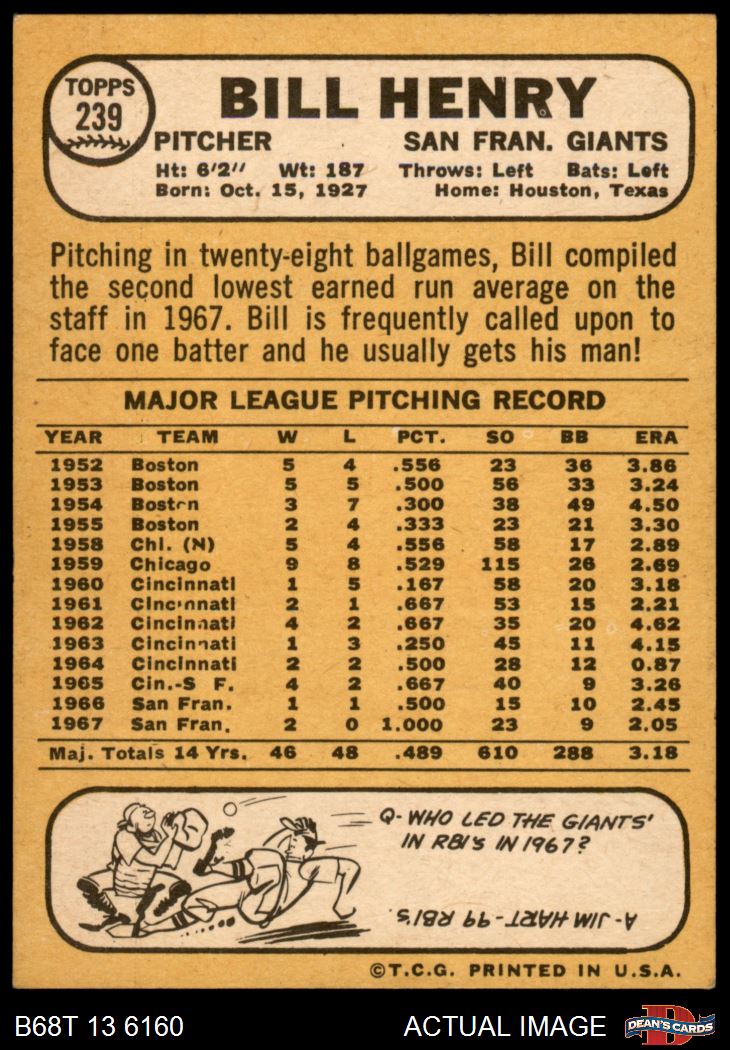 TOPPS
239
BILL HENRY
PITCHER SAN FRAN. GIANTS
Ht: 6'2" Wt: 187 Throws: Left Bats: Left
Born: Oct. 15, 1927 Home: Houston, Texas
Pitching in twenty-eight ballgames, Bill compiled
the second lowest earned run average on the
staff in 1967. Bill is frequently called upon to
face one batter and he usually gets his man!
MAJOR LEAGUE PITCHING RECORD
YEAR TEAM W L PCT. SO BB ERA
1952 Boston 5 4 .556 23 36 3.86
1953 Boston 5 5 .500 56 33 3.24
1954 Boston 3 7 .300 38 49 4.50
1955 Boston 2 4 .333 23 21 3.30
1958 Chi. (N) 5 4 .556 58 17 2.89
1959 Chicago 9 8 .529 115 26 2.69
1960 Cincinnati 1 5 .167 58 20 3.18
1961 Cincinnati 2 1 .667 53 15 2.21
1962 Cincinnati 4 2 .667 35 20 4.62
1963 Cincinnati 1 3 .250 45 11 4.15
1964 Cincinnati 2 2 .500 28 12 0.87
1965 Cin.-S F. 4 2 .667 40 9 3.26
1966 San Fran. 1 1 .500 15 10 2.45
1967 San Fran. 2 0 1.000 23 9 2.05
Maj. Totals 14 Yrs. 46 48 .489 610 288 3.18
Q- WHO LED THE GIANTS'
IN RBI'S IN 1967?
A- JIM HART - 99 RBI'S.
©T.C.G. PRINTED IN U.S.A.
B68T 13 6160 ACTUAL IMAGE
D
DEAN'S CARDS